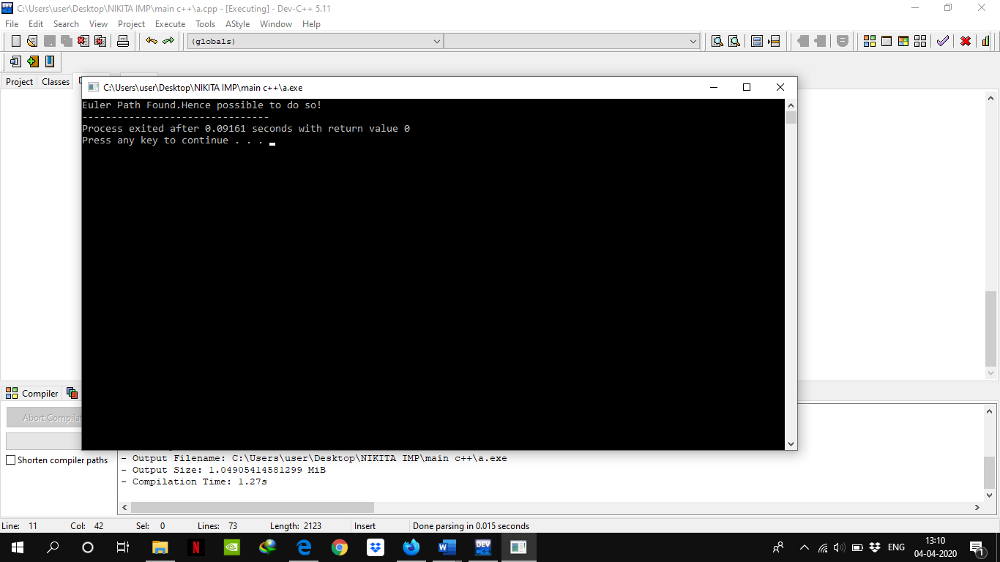 C:\Users\user\Desktop\NIKITA IMP\main c++\a.cpp - [Executing] - Dev-C++ 5.11
File Edit Search View Project Execute Tools AStyle Window Help
(globals)
Project Classes
C:\Users\user\Desktop\NIKITA IMP\main c++\a.exe
Euler Path Found.Hence possible to do so!
--------------------------------
Process exited after 0.09161 seconds with return value 0
Press any key to continue . . .
Compiler
Abort Compilat
Shorten compiler paths
- Output Filename: C:\Users\user\Desktop\NIKITA IMP\main c++\a.exe
- Output Size: 1.04905414581299 MiB
- Compilation Time: 1.27s
Line: 11 Col: 42 Sel: 0 Lines: 73 Length: 2123 Insert Done parsing in 0.015 seconds
DEV
ENG
13:10
04-04-2020
1